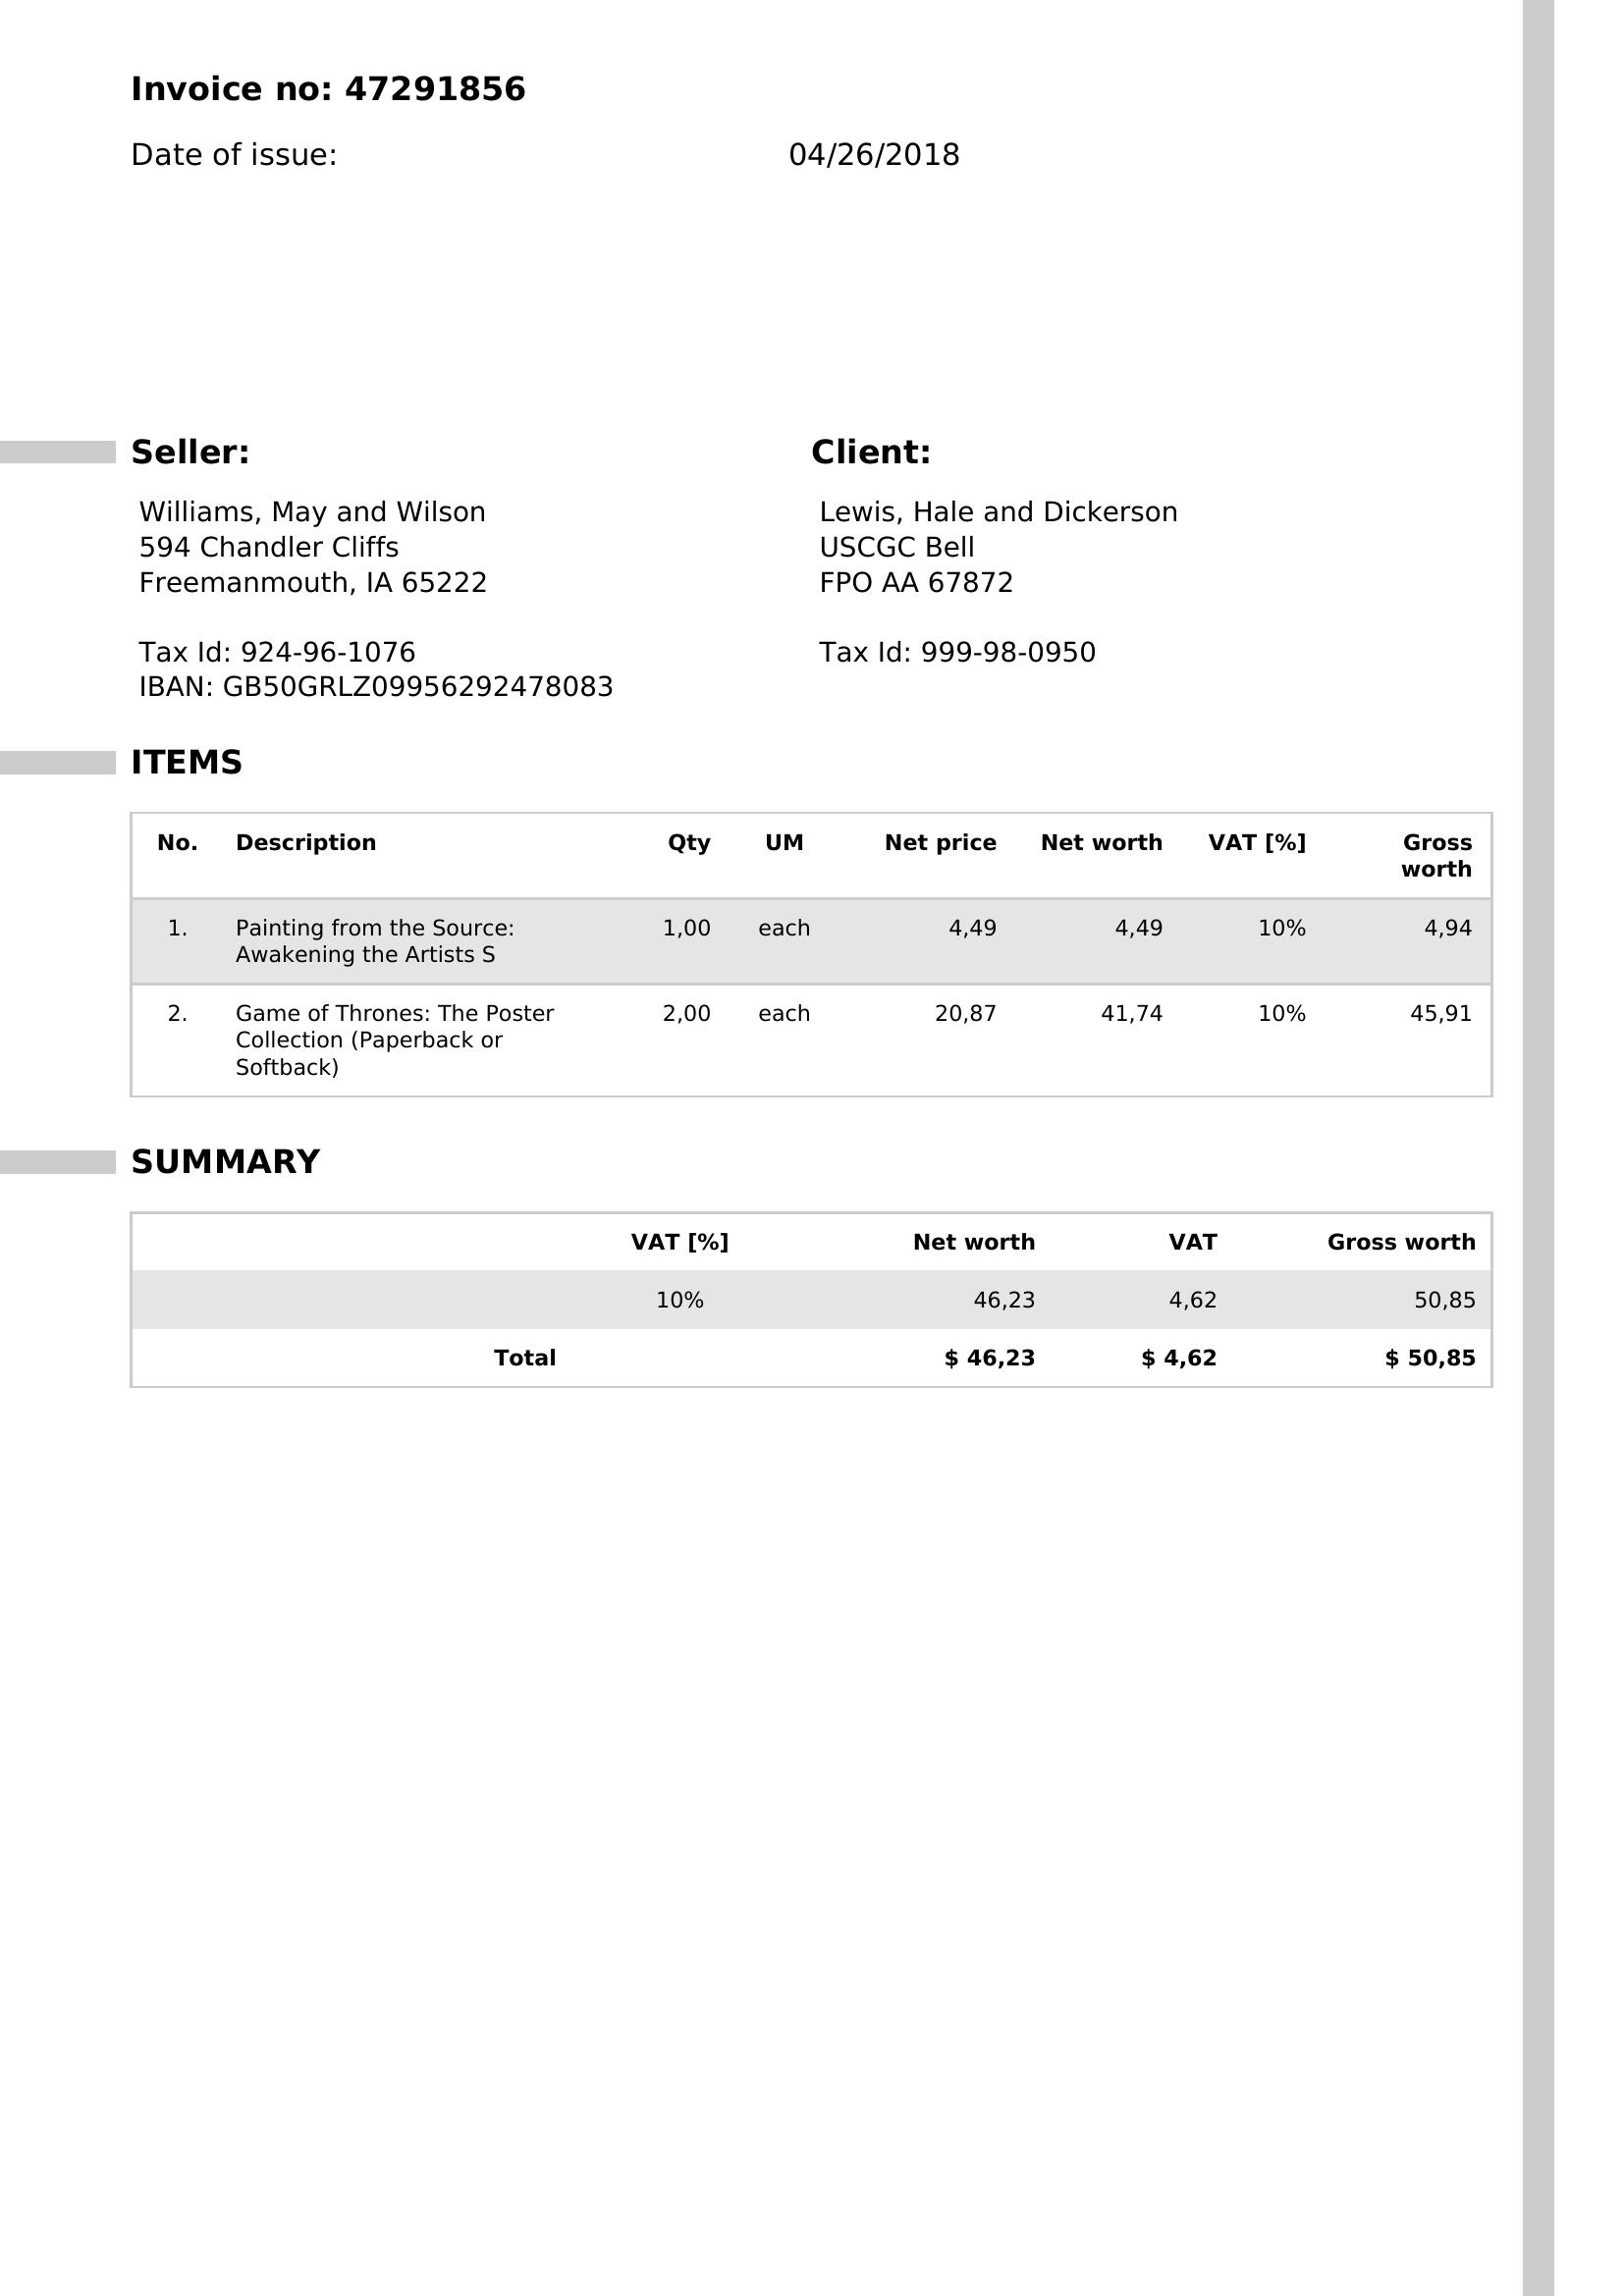 Invoice no: 47291856
Date of issue: 04/26/2018
Seller:
Williams, May and Wilson
594 Chandler Cliffs
Freemanmouth, IA 65222
Tax Id: 924-96-1076
IBAN: GB50GRLZ09956292478083
Client:
Lewis, Hale and Dickerson
USCGC Bell
FPO AA 67872
Tax Id: 999-98-0950
ITEMS
No. Description Qty UM Net price Net worth VAT [%] Gross
worth
1. Painting from the Source: 1,00 each 4,49 4,49 10% 4,94
Awakening the Artists S
2. Game of Thrones: The Poster 2,00 each 20,87 41,74 10% 45,91
Collection (Paperback or
Softback)
SUMMARY
VAT [%] Net worth VAT Gross worth
10% 46,23 4,62 50,85
Total $ 46,23 $ 4,62 $ 50,85